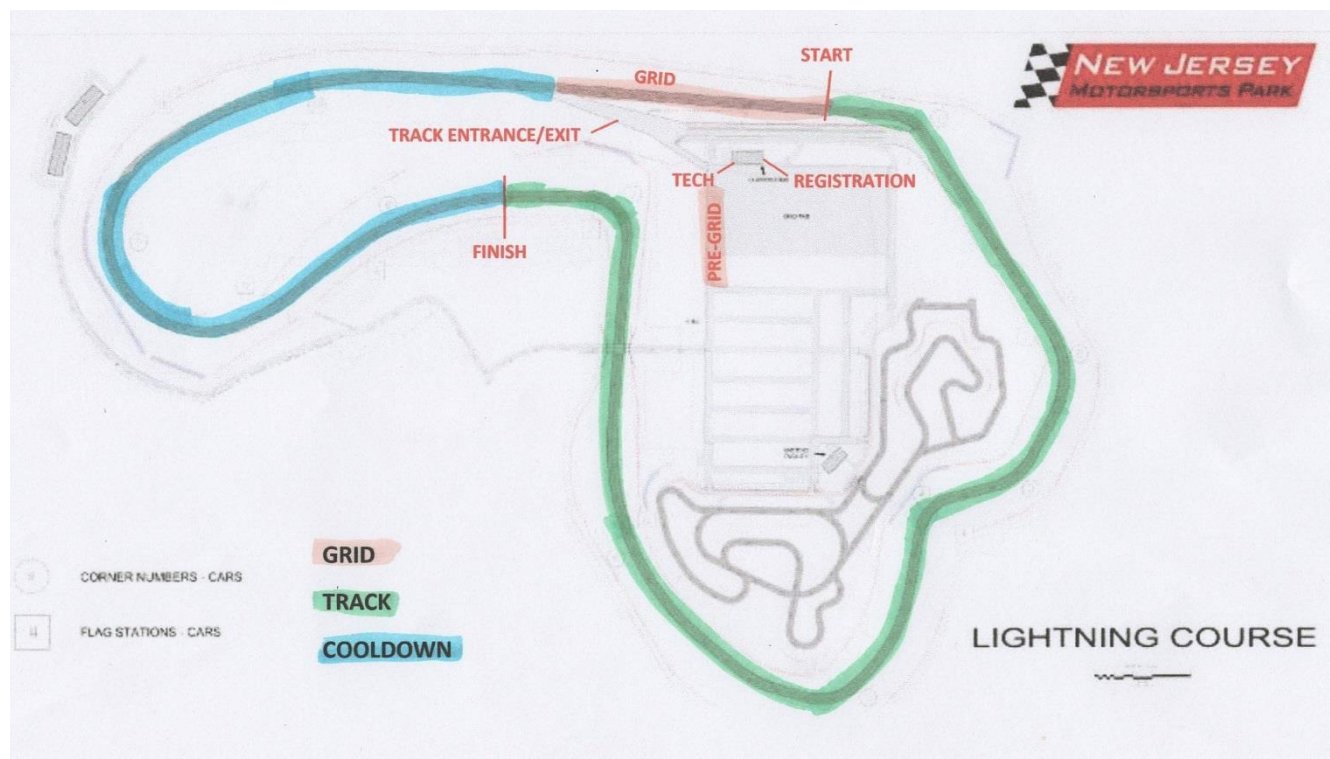 START
GRID
NEW JERSEY
MOTORSPORTS PARK
TRACK ENTRANCE/EXIT
TECH
REGISTRATION
PRE-GRID
FINISH
GRID
CORNER NUMBERS - CARS
TRACK
FLAG STATIONS - CARS
COOLDOWN
LIGHTNING COURSE